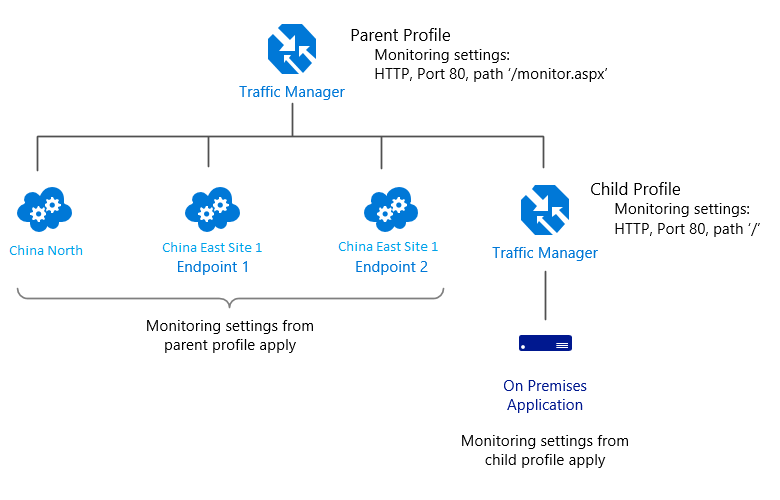 Parent Profile
Monitoring settings:
HTTP, Port 80, path ‘/monitor.aspx’
Traffic Manager
China North
China East Site 1
Endpoint 1
China East Site 1
Endpoint 2
Child Profile
Monitoring settings:
HTTP, Port 80, path ‘/’
Traffic Manager
Monitoring settings from
parent profile apply
On Premises
Application
Monitoring settings from
child profile apply